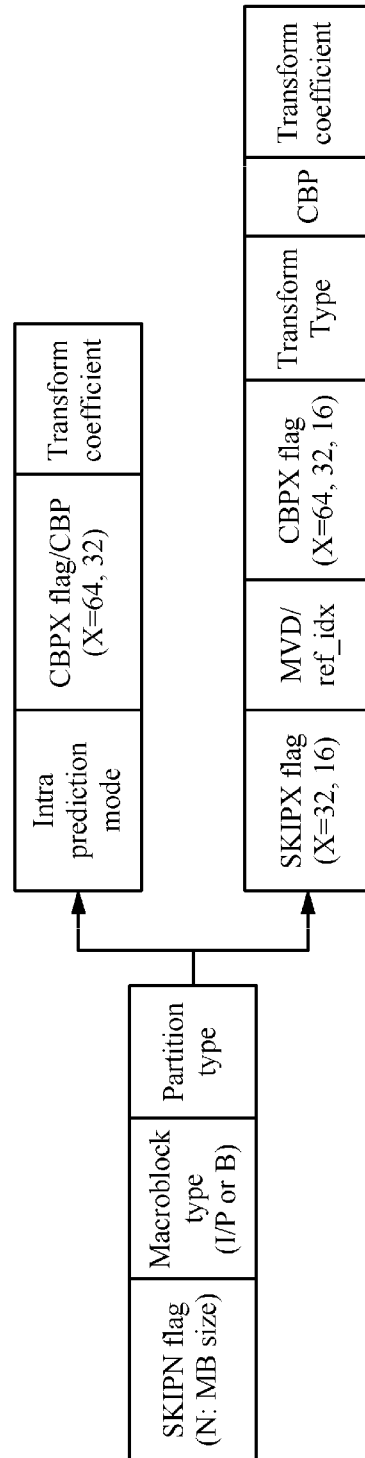 SKIPN flag
(N: MB size)
Macroblock
type
(I/P or B)
Partition
type
Intra
prediction
mode
CBPX flag/CBP
(X=64, 32)
Transform
coefficient
SKIPX flag
(X=32, 16)
MVD/
ref_idx
CBPX flag
(X=64, 32, 16)
Transform
Type
CBP
Transform
coefficient